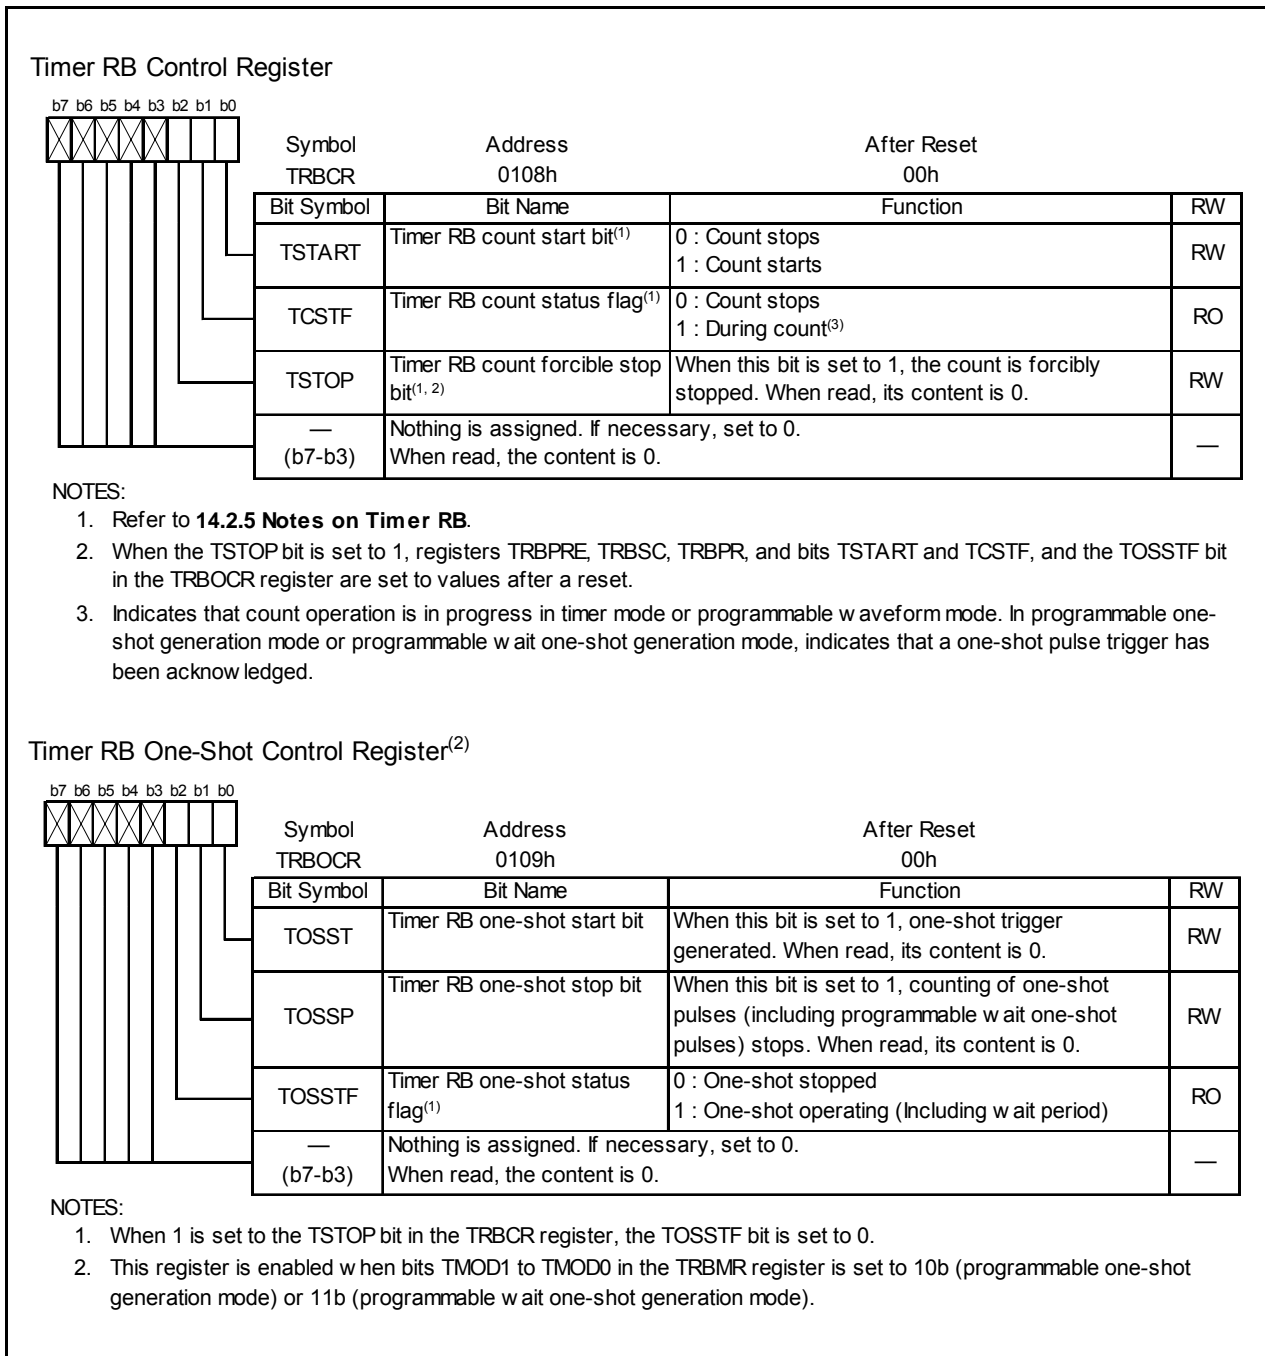 Timer RB Control Register
b7 b6 b5 b4 b3 b2 b1 b0
Symbol Address After Reset
TRBCR 0108h 00h
Bit Symbol Bit Name Function RW
TSTART Timer RB count start bit(1) 0 : Count stops
1 : Count starts RW
TCSTF Timer RB count status flag(1) 0 : Count stops
1 : During count(3) RO
TSTOP Timer RB count forcible stop
bit(1, 2) When this bit is set to 1, the count is forcibly
stopped. When read, its content is 0. RW
—
(b7-b3) Nothing is assigned. If necessary, set to 0.
When read, the content is 0. —
NOTES:
1. Refer to 14.2.5 Notes on Timer RB.
2. When the TSTOP bit is set to 1, registers TRBPRE, TRBSC, TRBPR, and bits TSTART and TCSTF, and the TOSSTF bit
in the TRBOCR register are set to values after a reset.
3. Indicates that count operation is in progress in timer mode or programmable waveform mode. In programmable one-
shot generation mode or programmable wait one-shot generation mode, indicates that a one-shot pulse trigger has
been acknowledged.
Timer RB One-Shot Control Register(2)
b7 b6 b5 b4 b3 b2 b1 b0
Symbol Address After Reset
TRBOCR 0109h 00h
Bit Symbol Bit Name Function RW
TOSST Timer RB one-shot start bit When this bit is set to 1, one-shot trigger
generated. When read, its content is 0. RW
TOSSP Timer RB one-shot stop bit When this bit is set to 1, counting of one-shot
pulses (including programmable wait one-shot
pulses) stops. When read, its content is 0. RW
TOSSTF Timer RB one-shot status
flag(1) 0 : One-shot stopped
1 : One-shot operating (Including wait period) RO
—
(b7-b3) Nothing is assigned. If necessary, set to 0.
When read, the content is 0. —
NOTES:
1. When 1 is set to the TSTOP bit in the TRBCR register, the TOSSTF bit is set to 0.
2. This register is enabled when bits TMOD1 to TMOD0 in the TRBMR register is set to 10b (programmable one-shot
generation mode) or 11b (programmable wait one-shot generation mode).